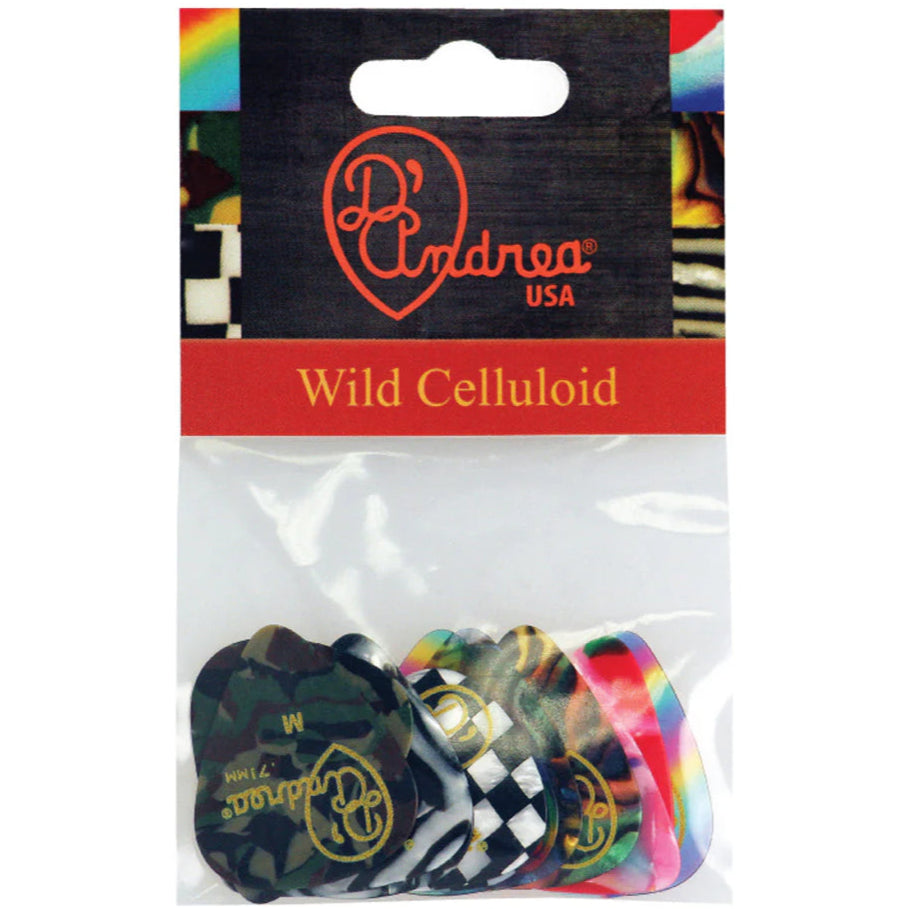 D'Andrea®
USA
Wild Celluloid
M
.71MM
D'Andrea®
D'